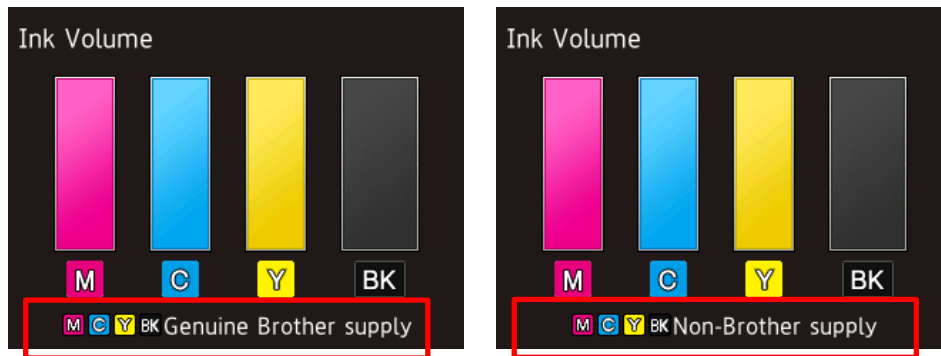 Ink Volume
M C Y BK
M C Y BK Genuine Brother supply
Ink Volume
M C Y BK
M C Y BK Non-Brother supply